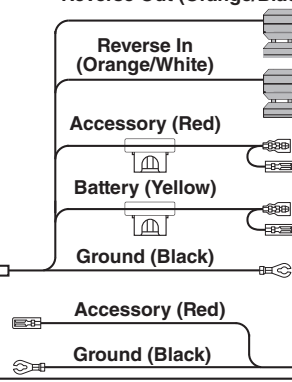 Reverse In
(Orange/White)
Accessory (Red)
Battery (Yellow)
Ground (Black)
Accessory (Red)
Ground (Black)